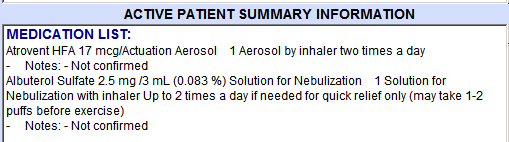 ACTIVE PATIENT SUMMARY INFORMATION
MEDICATION LIST:
Atrovent HFA 17 mcg/Actuation Aerosol 1 Aerosol by inhaler two times a day
- Notes: - Not confirmed
Albuterol Sulfate 2.5 mg /3 mL (0.083 %) Solution for Nebulization 1 Solution for
Nebulization with inhaler Up to 2 times a day if needed for quick relief only (may take 1-2
puffs before exercise)
- Notes: - Not confirmed